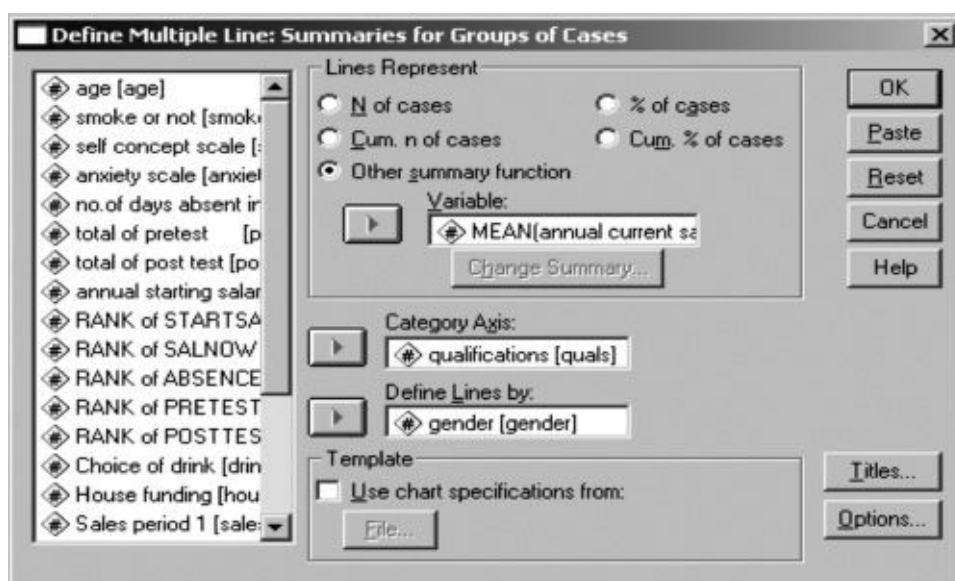 Define Multiple Line: Summaries for Groups of Cases
age [age]
smoke or not [smok
self concept scale [
anxiety scale [anxiet
no.of days absent ir
total of pretest [p
total of post test [po
annual starting salar
RANK of STARTSA
RANK of SALNOW
RANK of ABSENCE
RANK of PRETEST
RANK of POSTTES
Choice of drink [drin
House funding [hou
Sales period 1 [sale
Lines Represent
N of cases
% of cases
Cum. n of cases
Cum. % of cases
Other summary function
Variable:
MEAN(annual current sa
Change Summary...
Category Axis:
qualifications [quals]
Define Lines by:
gender [gender]
Template
Use chart specifications from:
File...
OK
Paste
Reset
Cancel
Help
Titles...
Options...